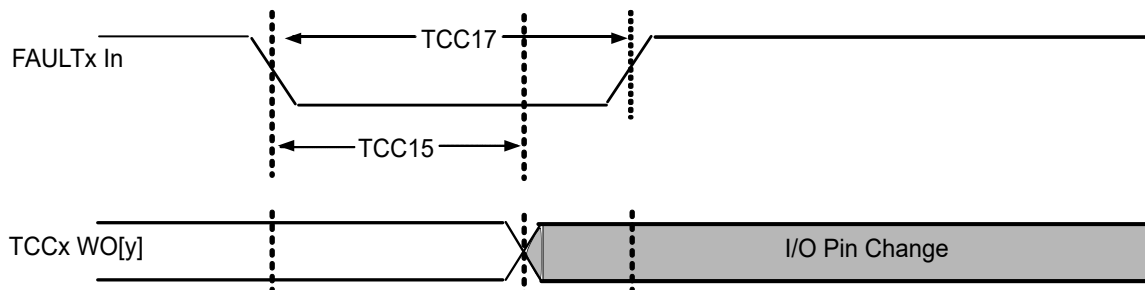 TCC17
FAULTx In
TCC15
TCCx WO[y]
I/O Pin Change